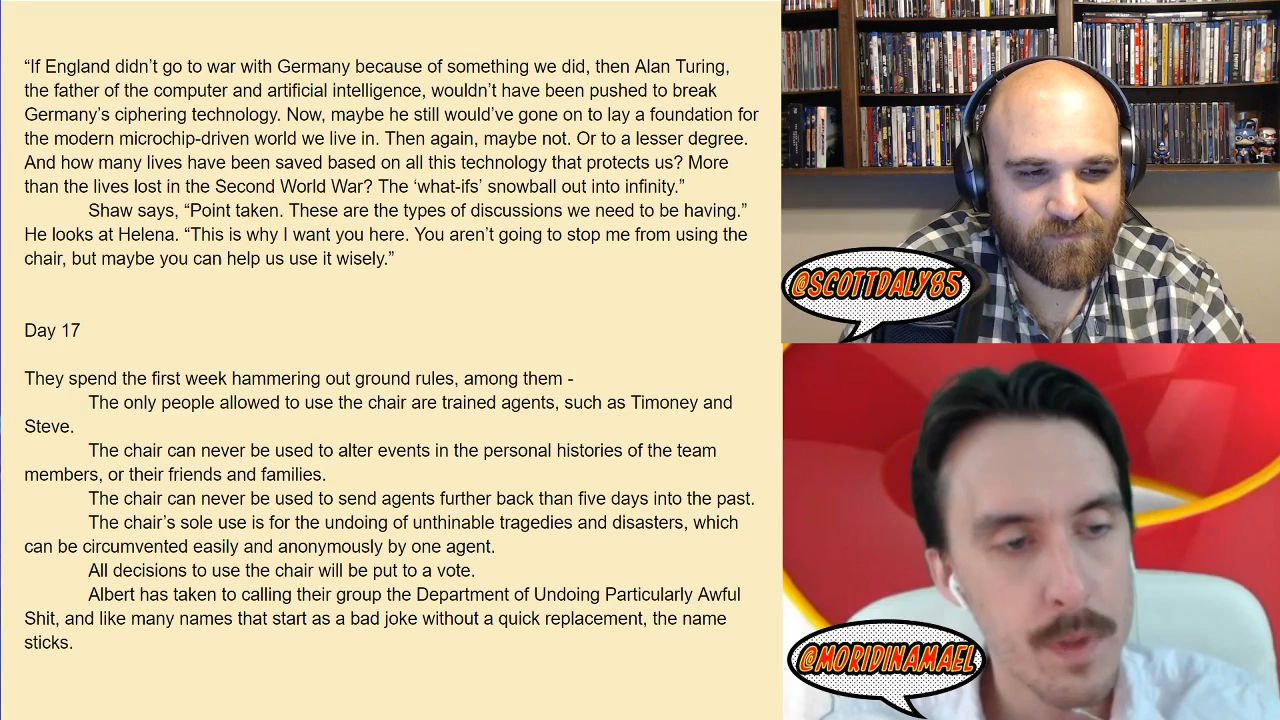 “If England didn’t go to war with Germany because of something we did, then Alan Turing,
the father of the computer and artificial intelligence, wouldn’t have been pushed to break
Germany’s ciphering technology. Now, maybe he still would’ve gone on to lay a foundation for
the modern microchip-driven world we live in. Then again, maybe not. Or to a lesser degree.
And how many lives have been saved based on all this technology that protects us? More
than the lives lost in the Second World War? The ‘what-ifs’ snowball out into infinity.”
Shaw says, “Point taken. These are the types of discussions we need to be having.”
He looks at Helena. “This is why I want you here. You aren’t going to stop me from using the
chair, but maybe you can help us use it wisely.”
Day 17
They spend the first week hammering out ground rules, among them -
The only people allowed to use the chair are trained agents, such as Timoney and
Steve.
The chair can never be used to alter events in the personal histories of the team
members, or their friends and families.
The chair can never be used to send agents further back than five days into the past.
The chair’s sole use is for the undoing of unthinable tragedies and disasters, which
can be circumvented easily and anonymously by one agent.
All decisions to use the chair will be put to a vote.
Albert has taken to calling their group the Department of Undoing Particularly Awful
Shit, and like many names that start as a bad joke without a quick replacement, the name
sticks.
@SCOTTDALY85
@MORIDINAMAEL